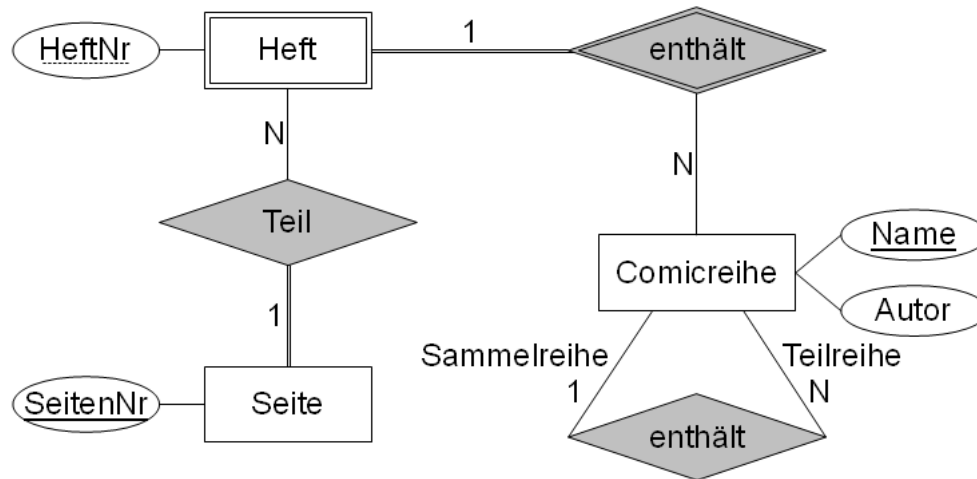 HeftNr
Heft
1
enthält
N
N
Teil
Name
Comicreihe
Autor
1
Sammelreihe
Teilreihe
1
N
SeitenNr
Seite
enthält